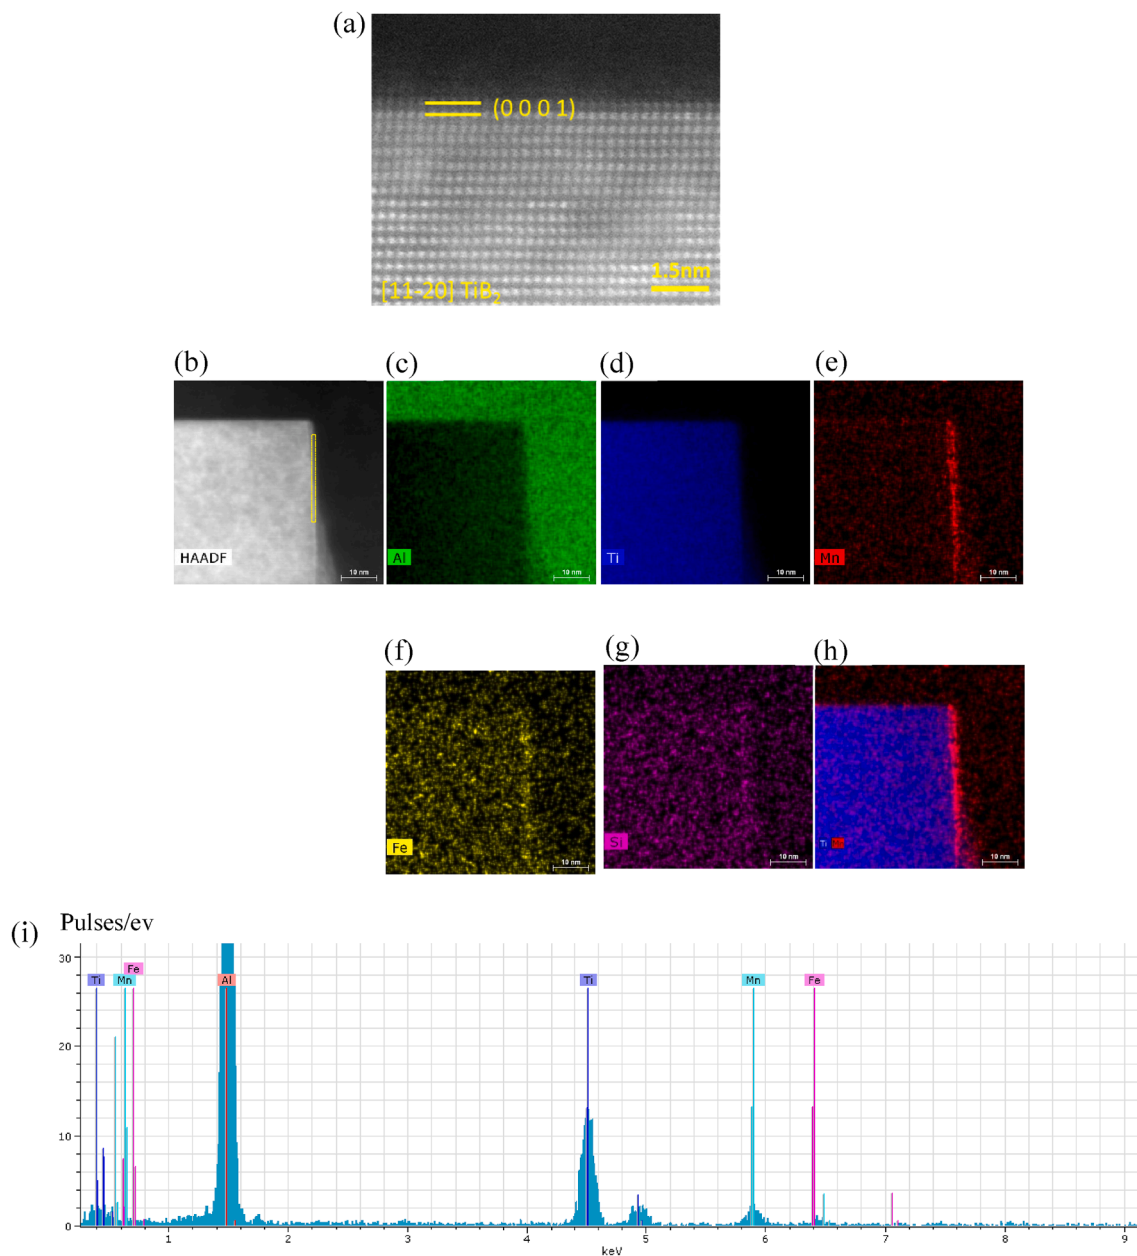 (a)
(0 0 0 1)
1.5nm
[11-20] TiB₂
(b)
(c)
(d)
(e)
HAADF
10 nm
Al
10 nm
Ti
10 nm
Mn
10 nm
(f)
(g)
(h)
Fe
10 nm
Si
10 nm
Ti
10 nm
(i)
Pulses/ev
30
20
10
0
Ti
Mn
Fe
Al
Ti
Mn
Fe
1 2 3 4 5 6 7 8 9
keV